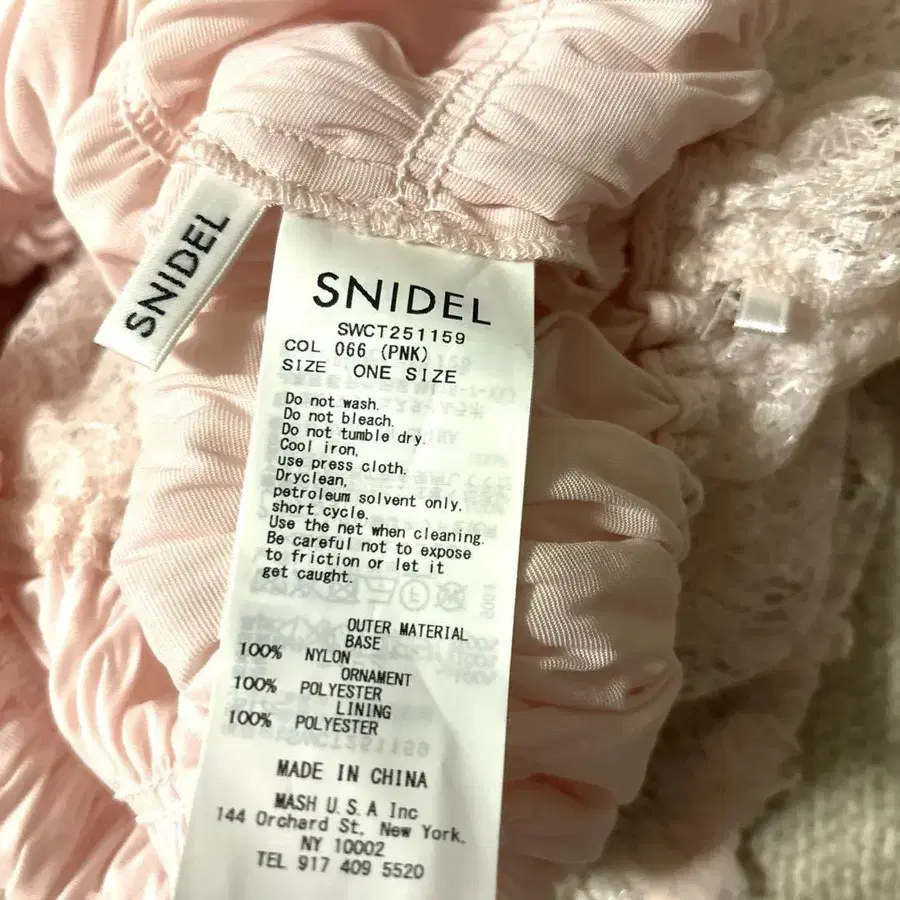 SNIDEL
SNIDEL
SWCT251159
COL 066 (PNK)
SIZE ONE SIZE
Do not wash.
Do not bleach.
Do not tumble dry.
Cool iron,
use press cloth.
Dryclean,
petroleum solvent only.
short cycle.
Use the net when cleaning.
Be careful not to expose
to friction or let it
get caught.
OUTER MATERIAL
BASE
100% NYLON
ORNAMENT
100% POLYESTER
LINING
100% POLYESTER
MADE IN CHINA
MASH U.S.A Inc
144 Orchard St, New York,
NY 10002
TEL 917 409 5520